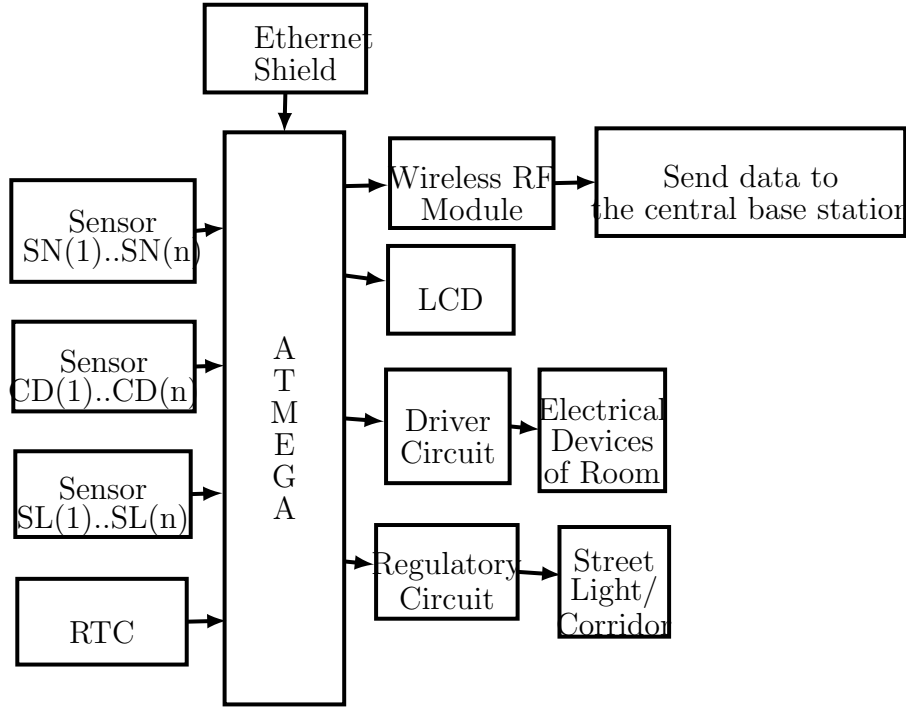 Ethernet
Shield
Wireless RF
Module
Send data to
the central base station
Sensor
SN(1)..SN(n)
LCD
Sensor
CD(1)..CD(n)
A
T
M
E
G
A
Driver
Circuit
Electrical
Devices
of Room
Sensor
SL(1)..SL(n)
Regulatory
Circuit
Street
Light/
Corridor
RTC